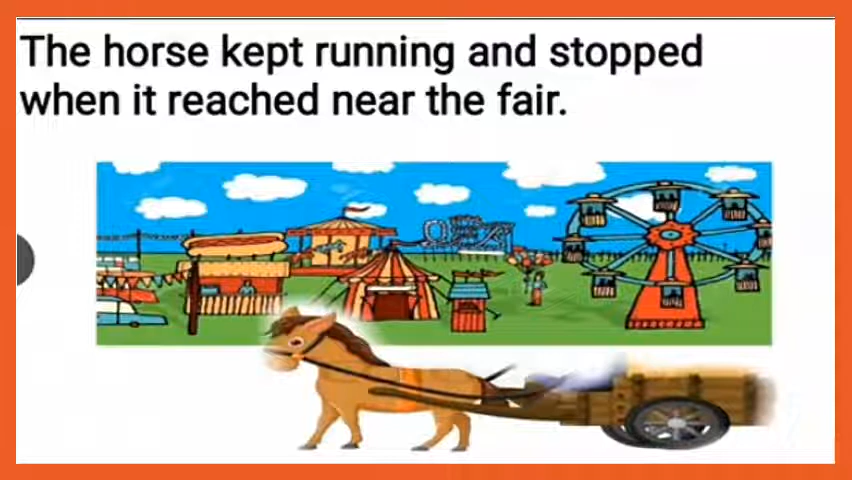 The horse kept running and stopped
when it reached near the fair.